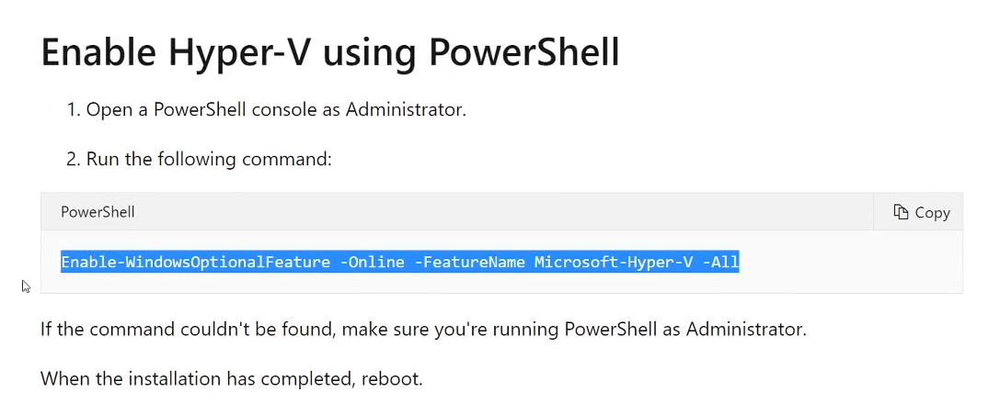 Enable Hyper-V using PowerShell
1. Open a PowerShell console as Administrator.
2. Run the following command:
PowerShell
Copy
Enable-WindowsOptionalFeature -Online -FeatureName Microsoft-Hyper-V -All
If the command couldn't be found, make sure you're running PowerShell as Administrator.
When the installation has completed, reboot.